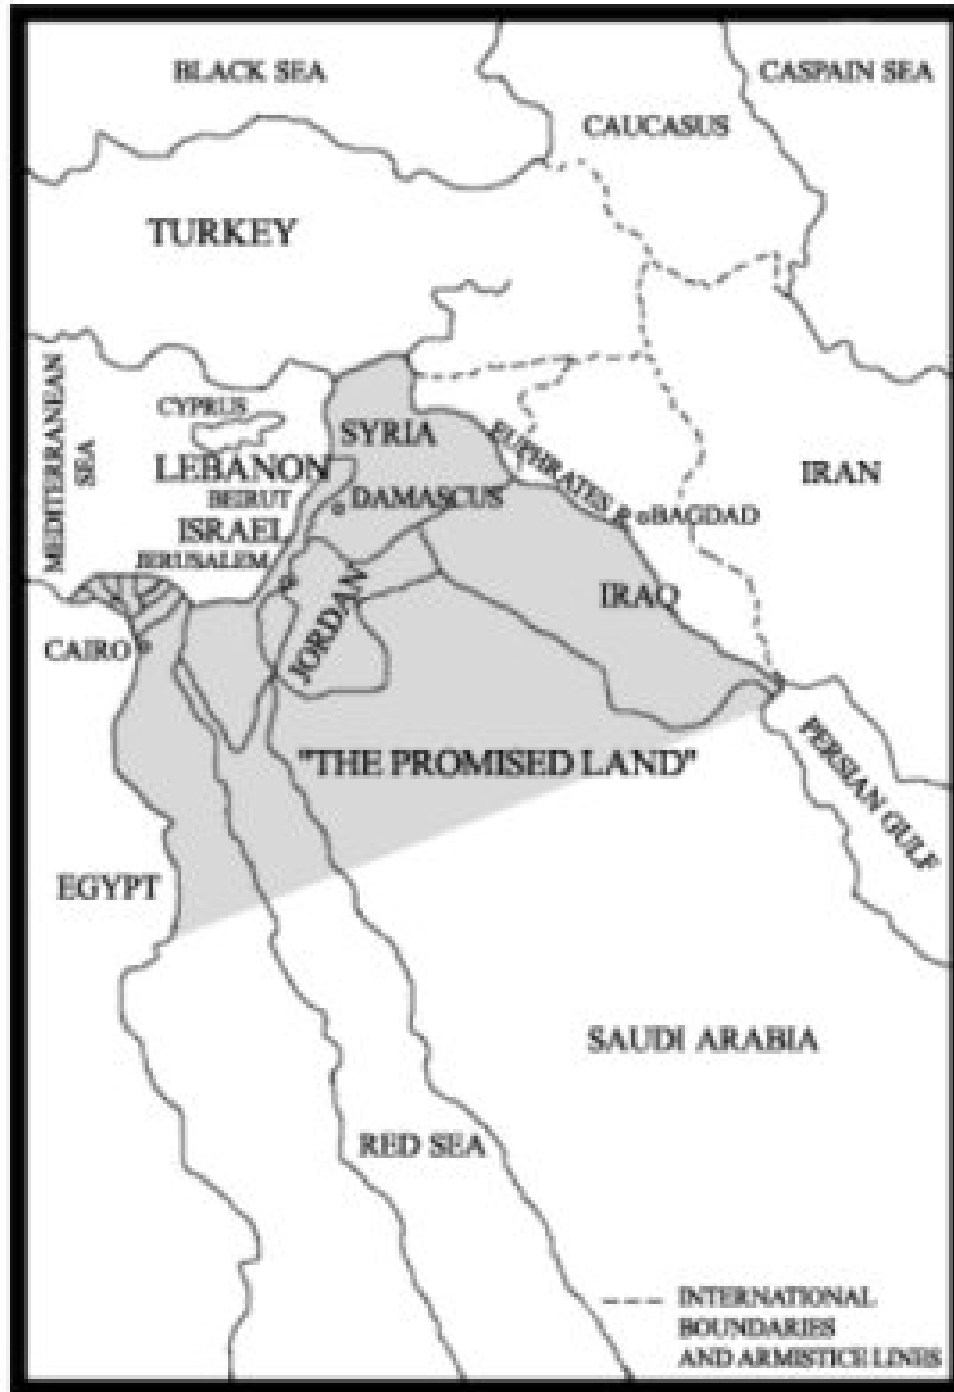 BLACK SEA
CASPAIN SEA
CAUCASUS
TURKEY
MEDITERRANEAN
SEA
CYPRUS
SYRIA
EUPHRATES
LEBANON
IRAN
BEIRUT
DAMASCUS
BAGDAD
ISRAEL
JERUSALEM
IRAQ
JORDAN
CAIRO
"THE PROMISED LAND"
PERSIAN GULF
EGYPT
SAUDI ARABIA
RED SEA
INTERNATIONAL
BOUNDARIES
AND ARMISTICE LINES